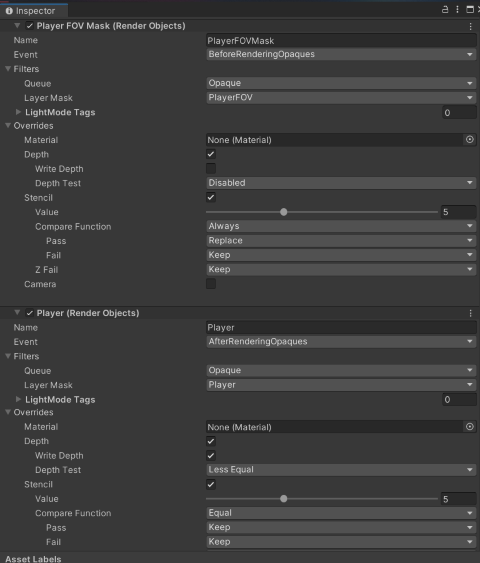 Inspector
Player FOV Mask (Render Objects)
Name PlayerFOVMask
Event BeforeRenderingOpaques
Filters
Queue Opaque
Layer Mask PlayerFOV
LightMode Tags 0
Overrides
Material None (Material)
Depth
Write Depth
Depth Test Disabled
Stencil
Value 5
Compare Function Always
Pass Replace
Fail Keep
Z Fail Keep
Camera
Player (Render Objects)
Name Player
Event AfterRenderingOpaques
Filters
Queue Opaque
Layer Mask Player
LightMode Tags 0
Overrides
Material None (Material)
Depth
Write Depth
Depth Test Less Equal
Stencil
Value 5
Compare Function Equal
Pass Keep
Fail Keep
Asset Labels